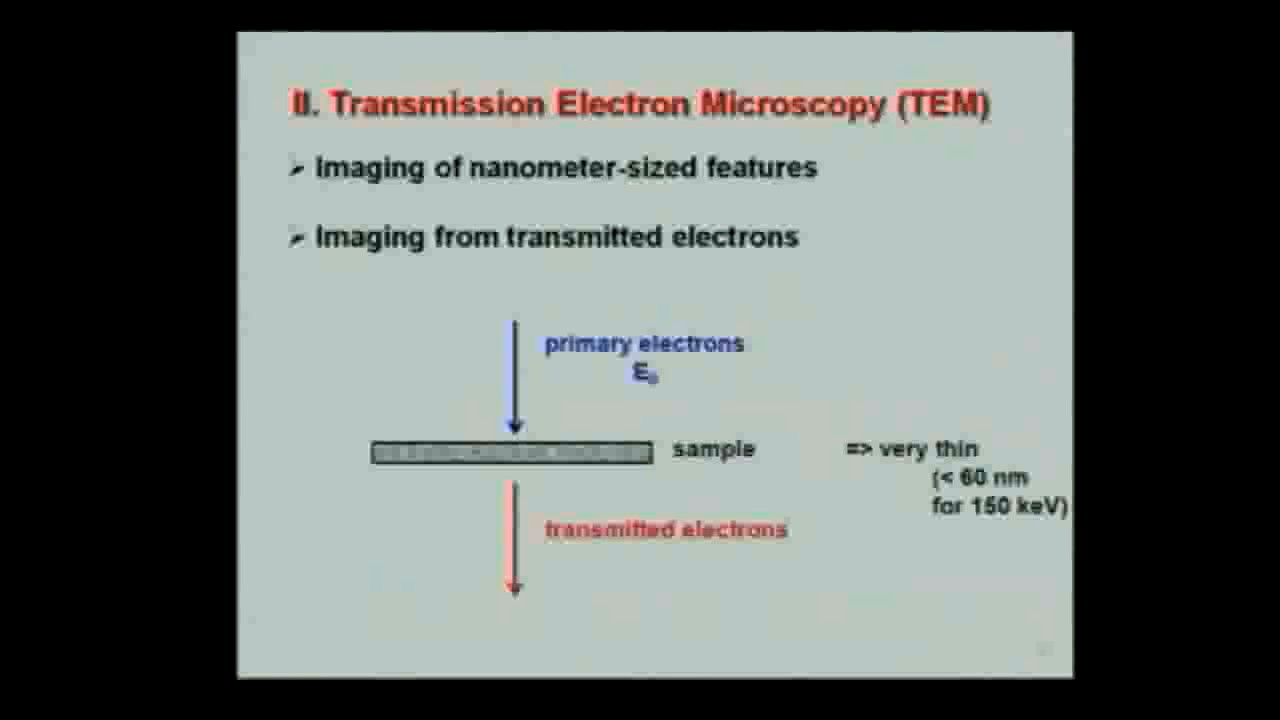 II. Transmission Electron Microscopy (TEM)
➢ Imaging of nanometer-sized features
➢ Imaging from transmitted electrons
primary electrons
E₀
sample => very thin
(< 60 nm
for 150 keV)
transmitted electrons